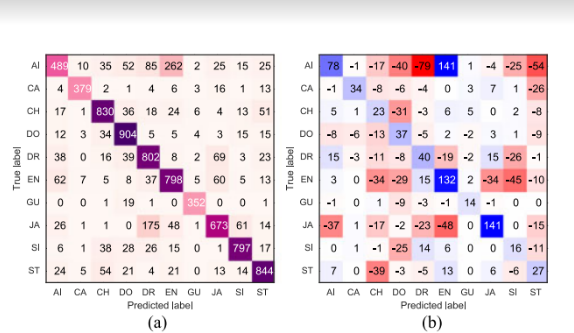 AI 489 10 35 52 85 262 2 25 15 25
CA 4 379 2 1 4 6 3 16 1 13
CH 17 1 830 36 18 24 6 4 13 51
DO 12 3 34 904 5 4 3 15 15
DR 38 0 16 39 802 8 2 69 3 23
EN 62 7 5 8 37 798 5 60 5 13
GU 0 0 1 19 1 0 352 0 0 1
JA 26 1 1 0 175 48 1 673 61 14
SI 6 1 38 28 26 15 0 1 797 17
ST 24 5 54 21 4 21 0 13 14 844
AI CA CH DO DR EN GU JA SI ST
True label
Predicted label
(a)
AI 78 -1 -17 -40 -79 141 1 -4 -25 -54
CA -1 34 -8 -6 -4 0 3 7 1 -26
CH 5 1 23 -31 -3 6 5 0 2 -8
DO -8 -6 -13 37 -5 2 -2 3 1 -9
DR 15 -3 -11 -8 40 -19 -2 15 -26 -1
EN 3 0 -34 -29 15 132 2 -34 -45 -10
GU -1 0 1 -9 -3 -1 14 -1 0 0
JA -37 1 -17 -2 -23 -48 0 141 0 -15
SI 0 1 -1 -25 14 6 0 0 16 -11
ST 7 0 -39 -3 -5 13 0 6 -6 27
AI CA CH DO DR EN GU JA SI ST
True label
Predicted label
(b)